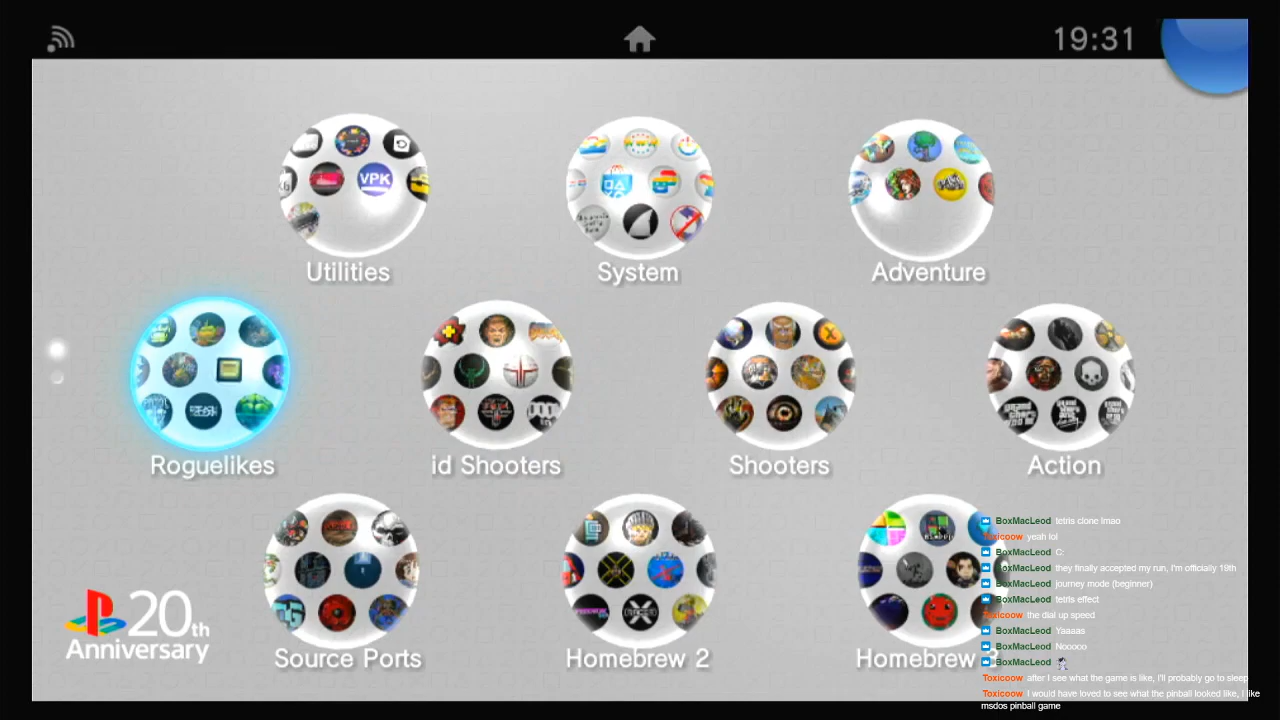 19:31
VPK
Utilities
System
Adventure
Roguelikes
id Shooters
Shooters
Action
20th
Anniversary
Source Ports
Homebrew 2
Homebrew
BoxMacLeod tetris clone lmao
Toxicoow yeah lol
BoxMacLeod C:
BoxMacLeod they finally accepted my run, I'm officially 19th
BoxMacLeod journey mode (beginner)
BoxMacLeod tetris effect
Toxicoow the dial up speed
BoxMacLeod Yaaaas
BoxMacLeod Nooooo
BoxMacLeod
Toxicoow after I see what the game is like, I'll probably go to sleep
Toxicoow I would have loved to see what the pinball looked like, I like
msdos pinball game